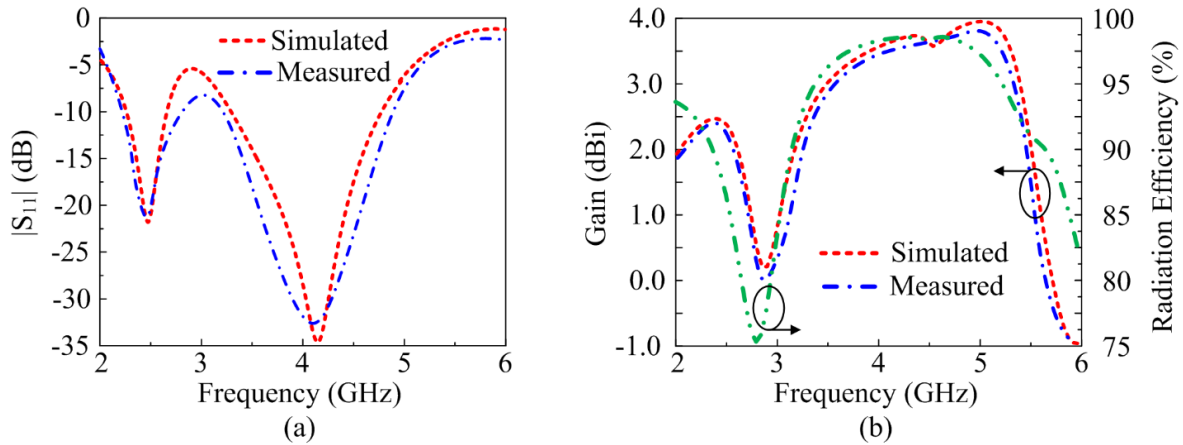 0
-5
-10
-15
-20
-25
-30
-35
|S11| (dB)
Simulated
Measured
2 3 4 5 6
Frequency (GHz)
(a)
4.0
3.0
2.0
1.0
0.0
-1.0
Gain (dBi)
Simulated
Measured
100
95
90
85
80
75
Radiation Efficiency (%)
2 3 4 5 6
Frequency (GHz)
(b)